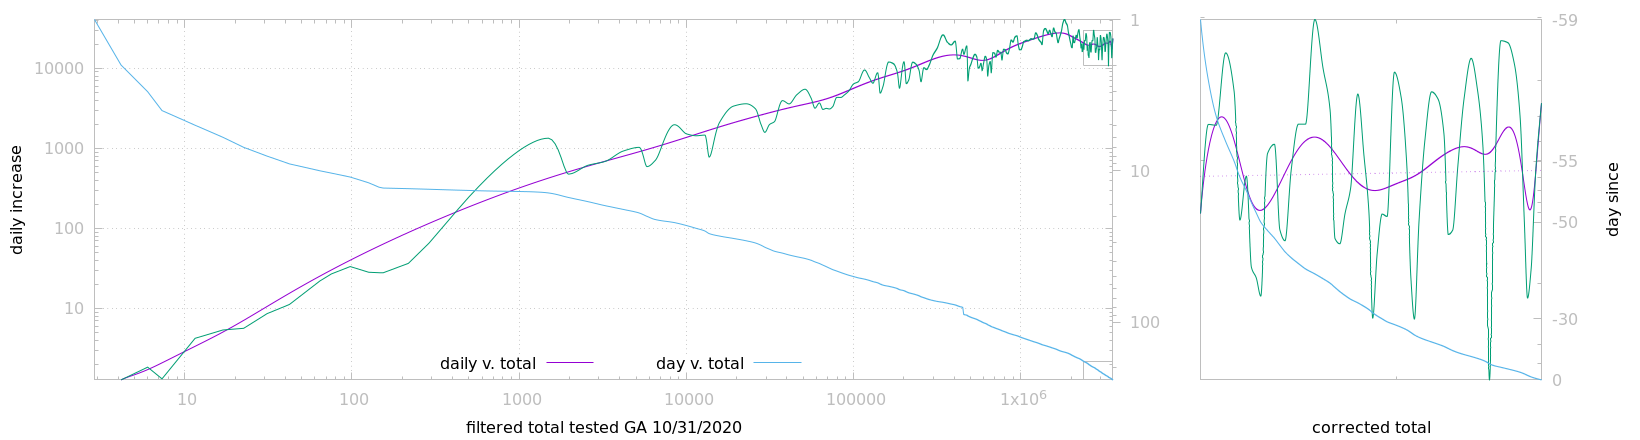 daily increase
10000
1000
100
10
10
100
1000
10000
100000
1x10^6
1
10
100
daily v. total
day v. total
filtered total tested GA 10/31/2020
-59
-55
-50
-30
0
day since
corrected total